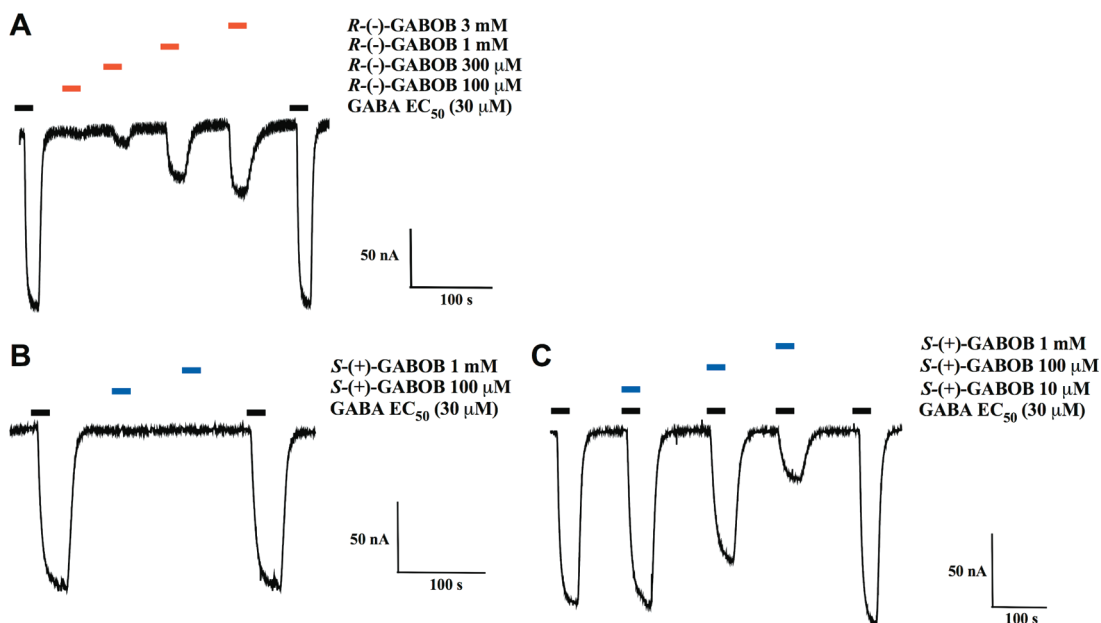 A
R-(-)-GABOB 3 mM
R-(-)-GABOB 1 mM
R-(-)-GABOB 300 μM
R-(-)-GABOB 100 μM
GABA EC50 (30 μM)
50 nA
100 s
B
S-(+)-GABOB 1 mM
S-(+)-GABOB 100 μM
GABA EC50 (30 μM)
50 nA
100 s
C
S-(+)-GABOB 1 mM
S-(+)-GABOB 100 μM
S-(+)-GABOB 10 μM
GABA EC50 (30 μM)
50 nA
100 s